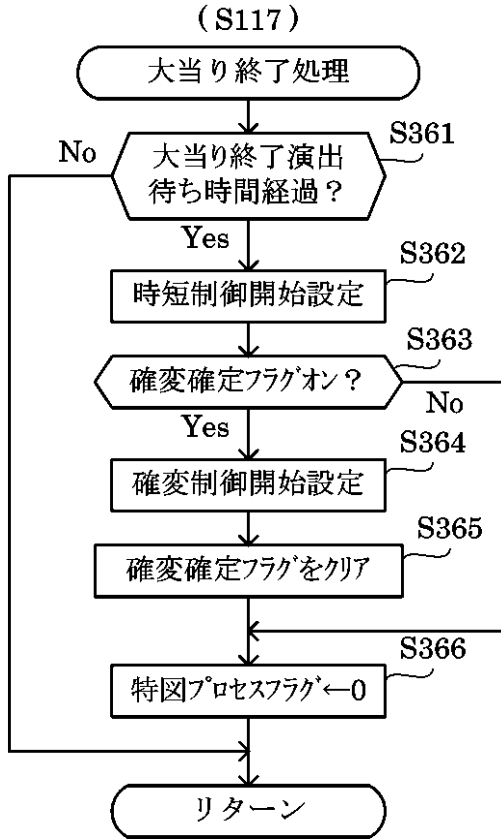 (S117)
大当り終了処理
S361
No
大当り終了演出
待ち時間経過？
Yes
S362
時短制御開始設定
S363
確変確定フラグオン？
No
Yes
S364
確変制御開始設定
S365
確変確定フラグをクリア
S366
特図プロセスフラグ←0
リターン